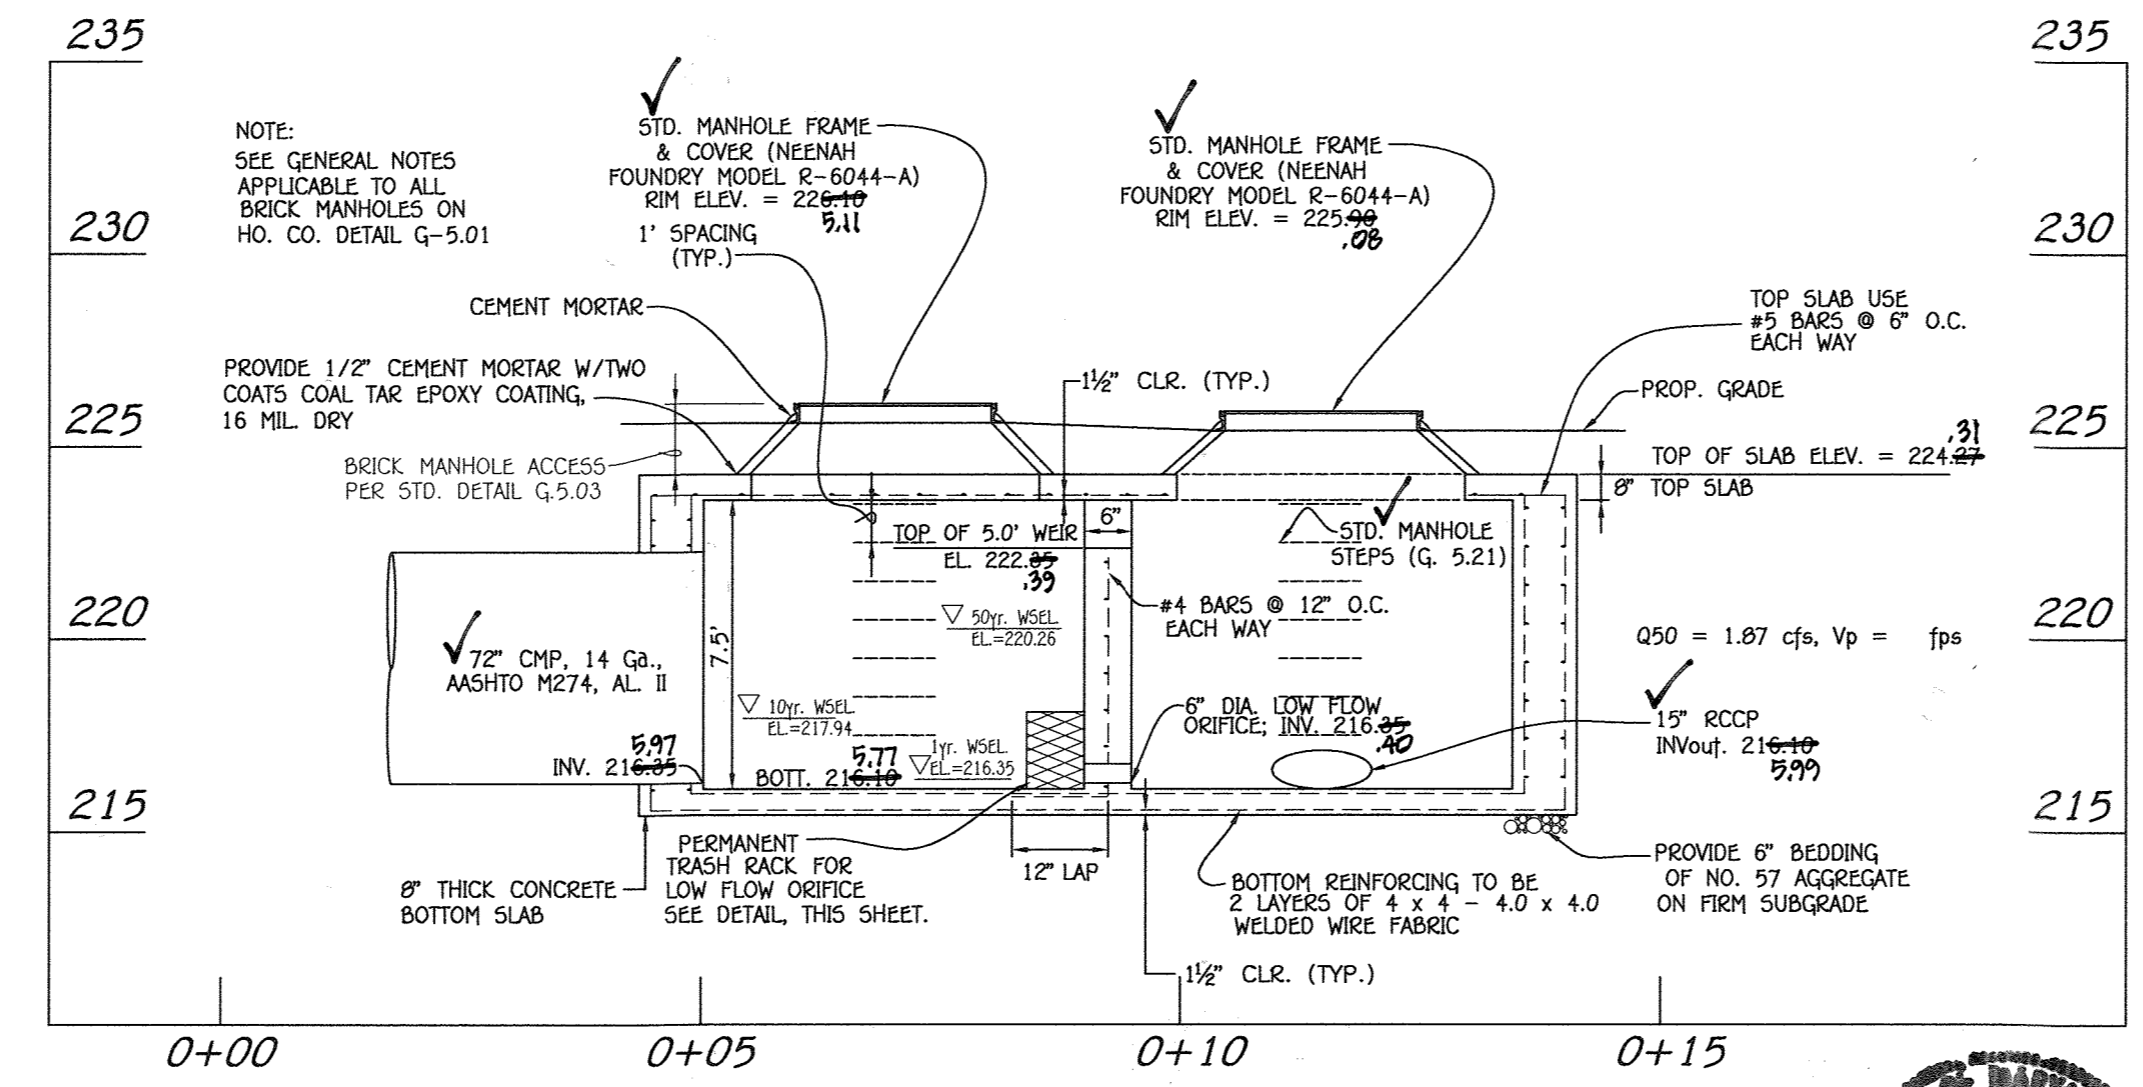 235
235
NOTE:
SEE GENERAL NOTES
APPLICABLE TO ALL
BRICK MANHOLES ON
HO. CO. DETAIL G-5.01
STD. MANHOLE FRAME
& COVER (NEENAH
FOUNDRY MODEL R-6044-A)
RIM ELEV. = 226.10
5.11
STD. MANHOLE FRAME
& COVER (NEENAH
FOUNDRY MODEL R-6044-A)
RIM ELEV. = 225.90
.08
230
230
1' SPACING
(TYP.)
CEMENT MORTAR
TOP SLAB USE
#5 BARS @ 6" O.C.
EACH WAY
PROVIDE 1/2" CEMENT MORTAR W/TWO
COATS COAL TAR EPOXY COATING,
16 MIL. DRY
1½" CLR. (TYP.)
PROP. GRADE
225
225
.31
TOP OF SLAB ELEV. = 224.27
BRICK MANHOLE ACCESS
PER STD. DETAIL G.5.03
8" TOP SLAB
6"
TOP OF 5.0' WEIR
EL. 222.85
.39
STD. MANHOLE
STEPS (G. 5.21)
#4 BARS @ 12" O.C.
EACH WAY
220
220
50yr. WSEL
EL.=220.26
7.5'
Q50 = 1.87 cfs, Vp = fps
72" CMP, 14 Ga.,
AASHTO M274, AL. II
10yr. WSEL
EL.=217.94
6" DIA. LOW FLOW
ORIFICE; INV. 216.35
.40
15" RCCP
INVout. 216.10
5.99
5.97
INV. 216.35
5.77
BOTT. 216.10
1yr. WSEL
EL.=216.35
215
215
PERMANENT
TRASH RACK FOR
LOW FLOW ORIFICE
SEE DETAIL, THIS SHEET.
12" LAP
8" THICK CONCRETE
BOTTOM SLAB
BOTTOM REINFORCING TO BE
2 LAYERS OF 4 x 4 - 4.0 x 4.0
WELDED WIRE FABRIC
PROVIDE 6" BEDDING
OF NO. 57 AGGREGATE
ON FIRM SUBGRADE
1½" CLR. (TYP.)
0+00
0+05
0+10
0+15